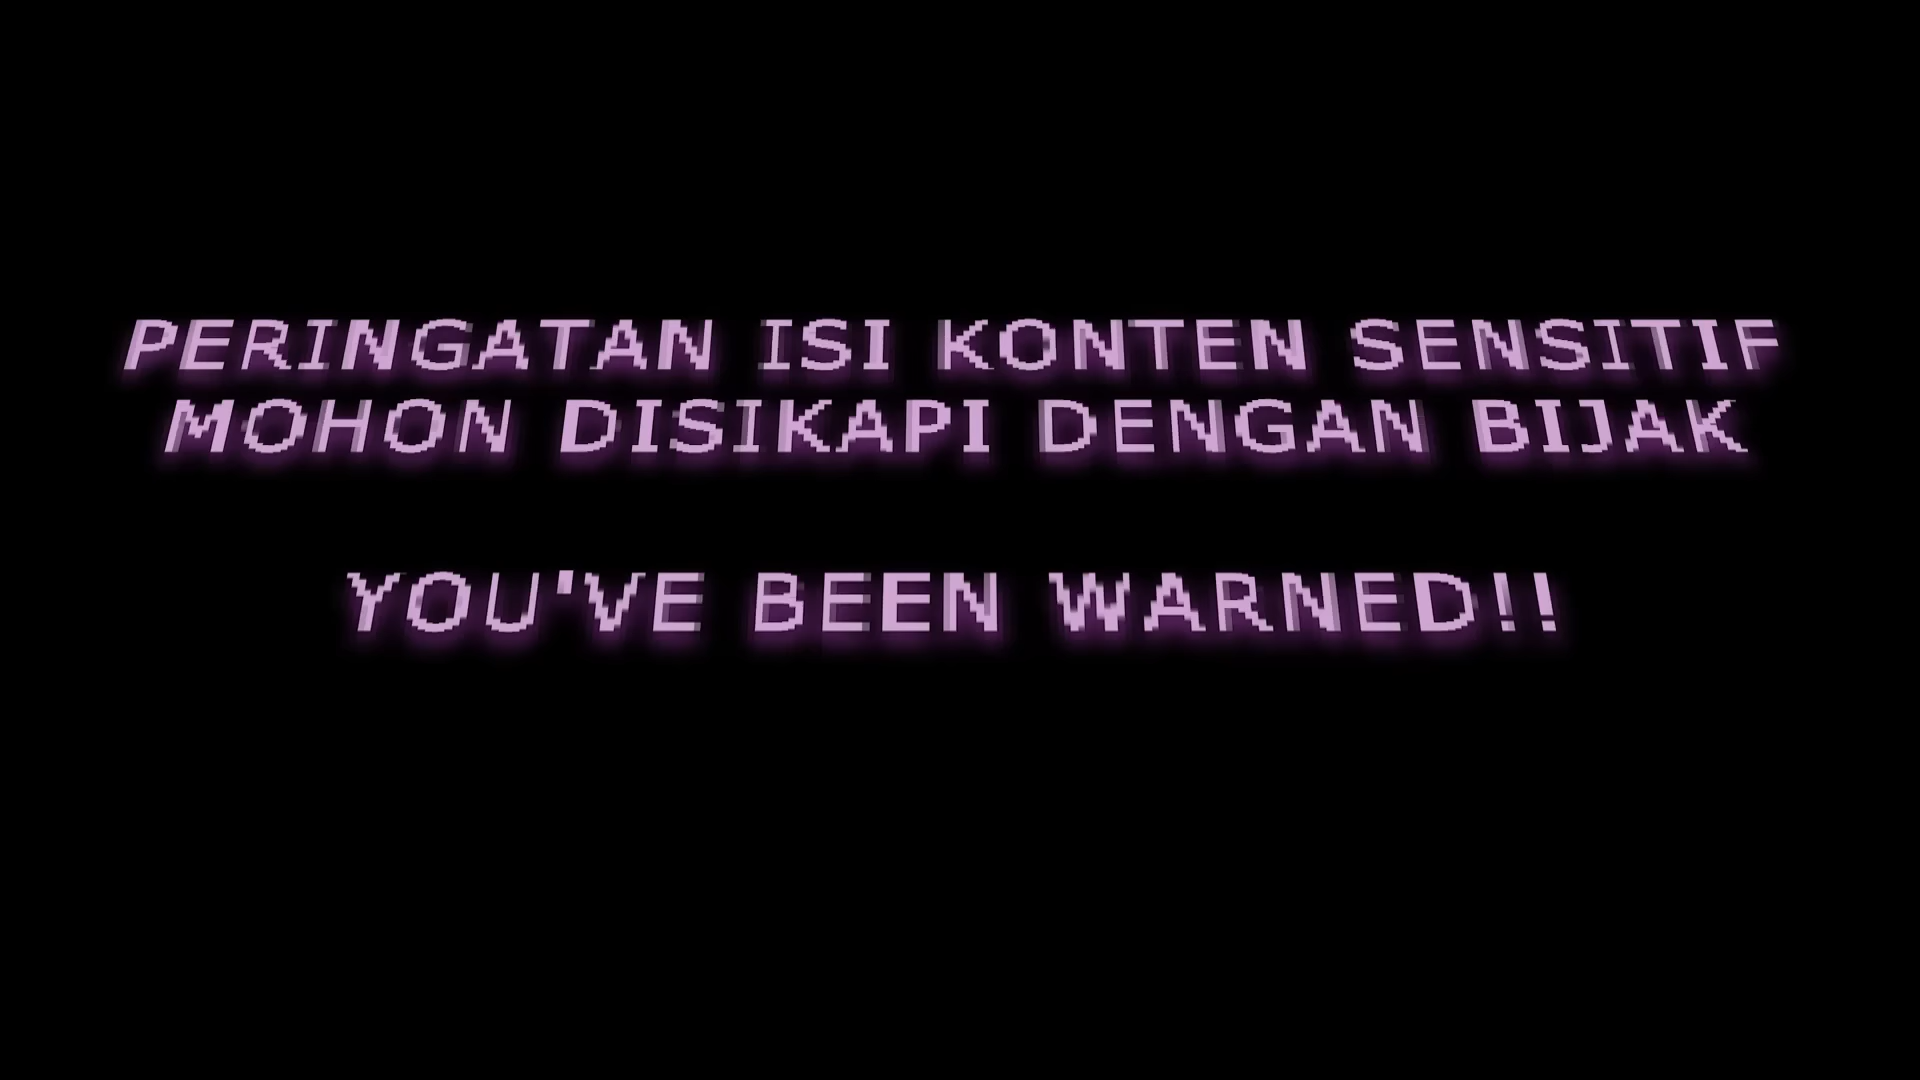 PERINGATAN ISI KONTEN SENSITIF
MOHON DISIKAPI DENGAN BIJAK
YOU'VE BEEN WARNED!!